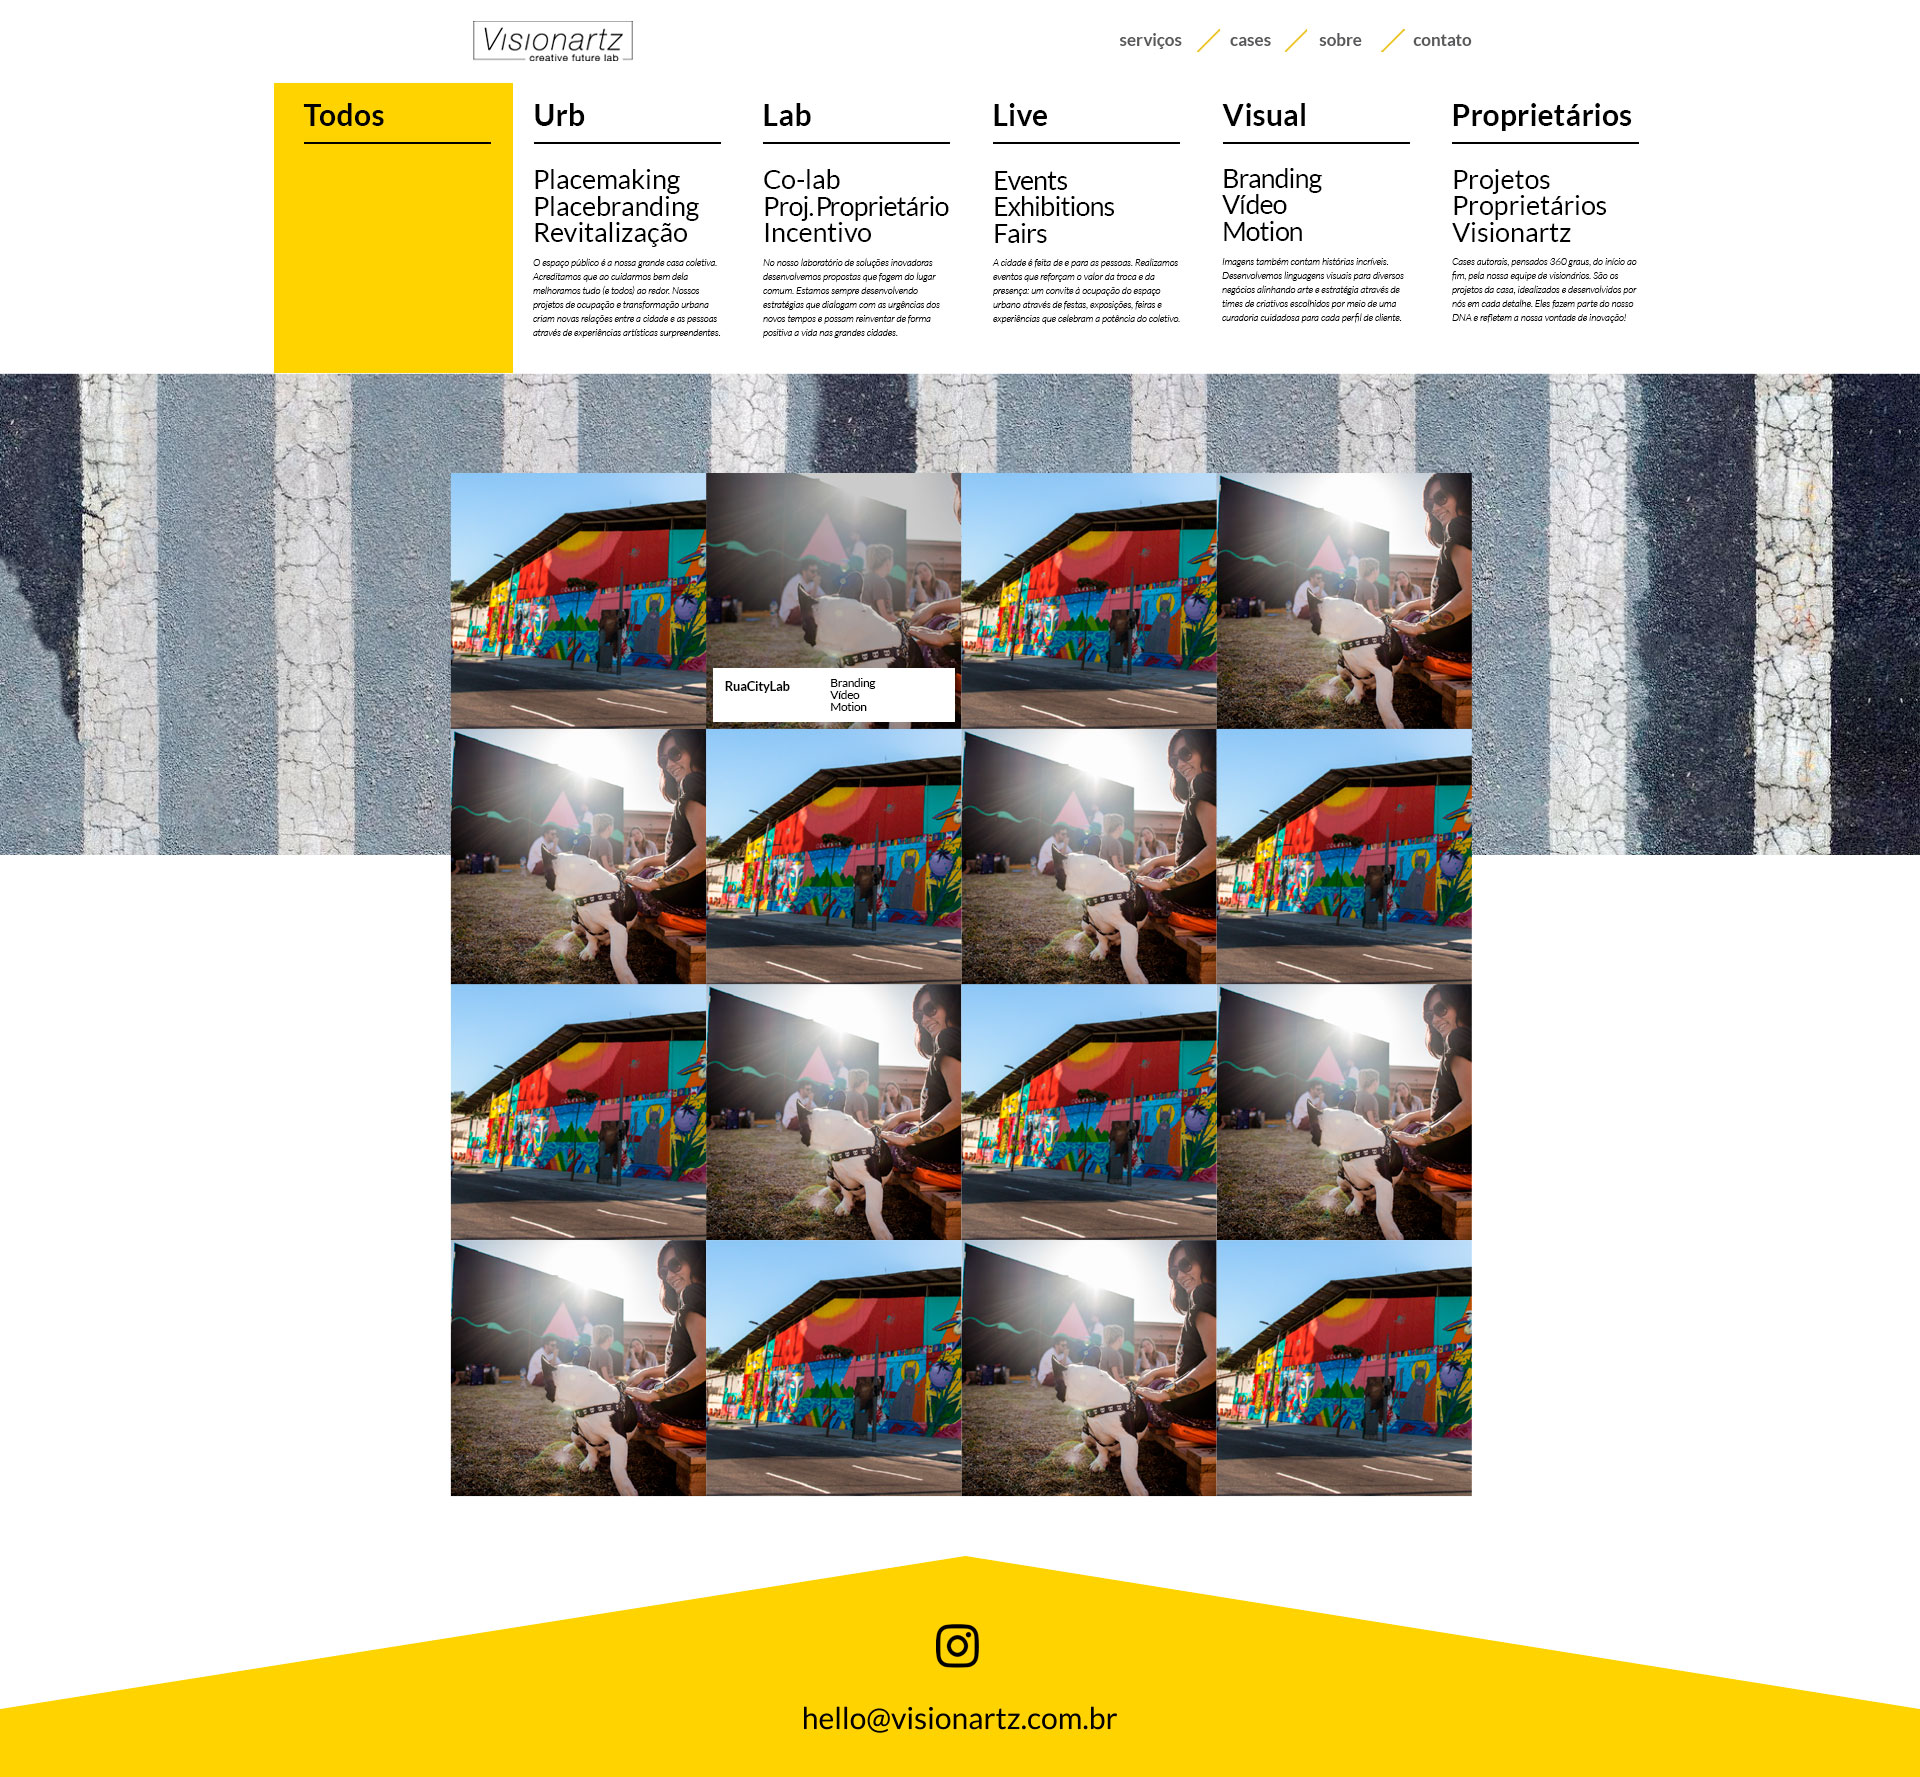 Visionartz
creative future lab
serviços
cases
sobre
contato
Todos
Urb
Placemaking
Placebranding
Revitalização
O espaço público é a nossa grande casa coletiva.
Acreditamos que ao cuidarmos bem dela
melhoramos tudo (e todos) ao redor. Nossos
projetos de ocupação e transformação urbana
criam novas relações entre a cidade e as pessoas
através de experiências artísticas surpreendentes.
Lab
Co-lab
Proj. Proprietário
Incentivo
No nosso laboratório de soluções inovadoras
desenvolvemos propostas que fogem do lugar
comum. Estamos sempre desenvolvendo
estratégias que dialogam com as urgências dos
novos tempos e possam reinventar de forma
positiva a vida nas grandes cidades.
Live
Events
Exhibitions
Fairs
A cidade é feita de e para as pessoas. Realizamos
eventos que reforçam o valor da troca e da
presença: um convite à ocupação do espaço
urbano através de festas, exposições, feiras e
experiências que celebram a potência do coletivo.
Visual
Branding
Vídeo
Motion
Imagens também contam histórias incríveis.
Desenvolvemos linguagens visuais para diversos
negócios alinhando arte e estratégia através de
times de criativos escolhidos por meio de uma
curadoria cuidadosa para cada perfil de cliente.
Proprietários
Projetos
Proprietários
Visionartz
Cases autorais, pensados 360 graus, do início ao
fim, pela nossa equipe de visionários. São os
projetos da casa, idealizados e desenvolvidos por
nós em cada detalhe. Eles fazem parte do nosso
DNA e refletem a nossa vontade de inovação!
RuaCityLab
Branding
Vídeo
Motion
hello@visionartz.com.br